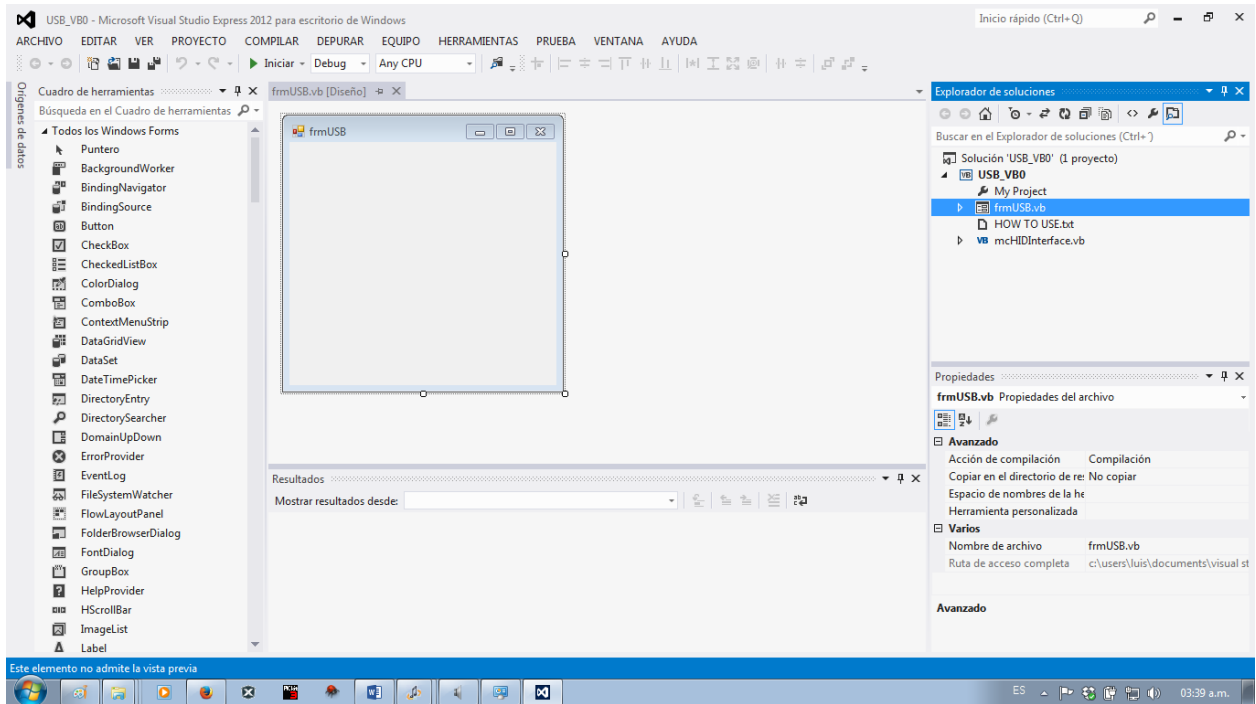 USB_VB0 - Microsoft Visual Studio Express 2012 para escritorio de Windows
Inicio rápido (Ctrl+Q)
ARCHIVO EDITAR VER PROYECTO COMPILAR DEPURAR EQUIPO HERRAMIENTAS PRUEBA VENTANA AYUDA
Iniciar Debug Any CPU
Orígenes de datos
Cuadro de herramientas
Búsqueda en el Cuadro de herramientas
Todos los Windows Forms
Puntero
BackgroundWorker
BindingNavigator
BindingSource
Button
CheckBox
CheckedListBox
ColorDialog
ComboBox
ContextMenuStrip
DataGridView
DataSet
DateTimePicker
DirectoryEntry
DirectorySearcher
DomainUpDown
ErrorProvider
EventLog
FileSystemWatcher
FlowLayoutPanel
FolderBrowserDialog
FontDialog
GroupBox
HelpProvider
HScrollBar
ImageList
Label
frmUSB.vb [Diseño]
frmUSB
Resultados
Mostrar resultados desde:
Explorador de soluciones
Buscar en el Explorador de soluciones (Ctrl+¨)
Solución 'USB_VB0' (1 proyecto)
VB USB_VB0
My Project
frmUSB.vb
HOW TO USE.txt
VB mcHIDInterface.vb
Propiedades
frmUSB.vb Propiedades del archivo
Avanzado
Acción de compilación Compilación
Copiar en el directorio de re: No copiar
Espacio de nombres de la he
Herramienta personalizada
Varios
Nombre de archivo frmUSB.vb
Ruta de acceso completa c:\users\luis\documents\visual st
Avanzado
Este elemento no admite la vista previa
ES 03:39 a.m.